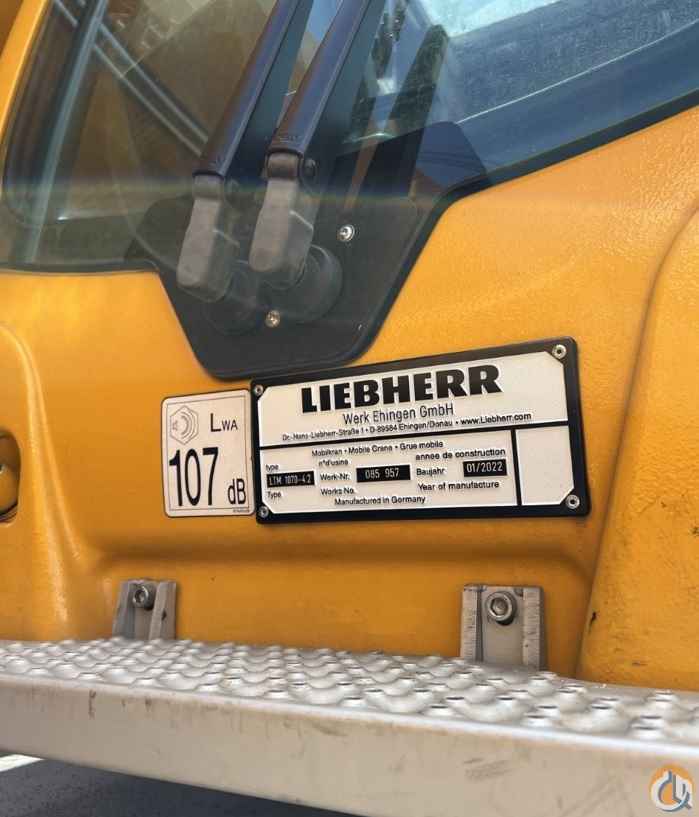 LWA
107 dB
LIEBHERR
Werk Ehingen GmbH
Dr.-Hans-Liebherr-Straße 1 • D-89584 Ehingen/Donau • www.Liebherr.com
Mobilkran • Mobile Crane • Grue mobile
type n°d'usine année de construction
LTM 1070-4.2 Werk-Nr. 085 957 Baujahr 01/2022
Type Works No. Year of manufacture
Manufactured in Germany